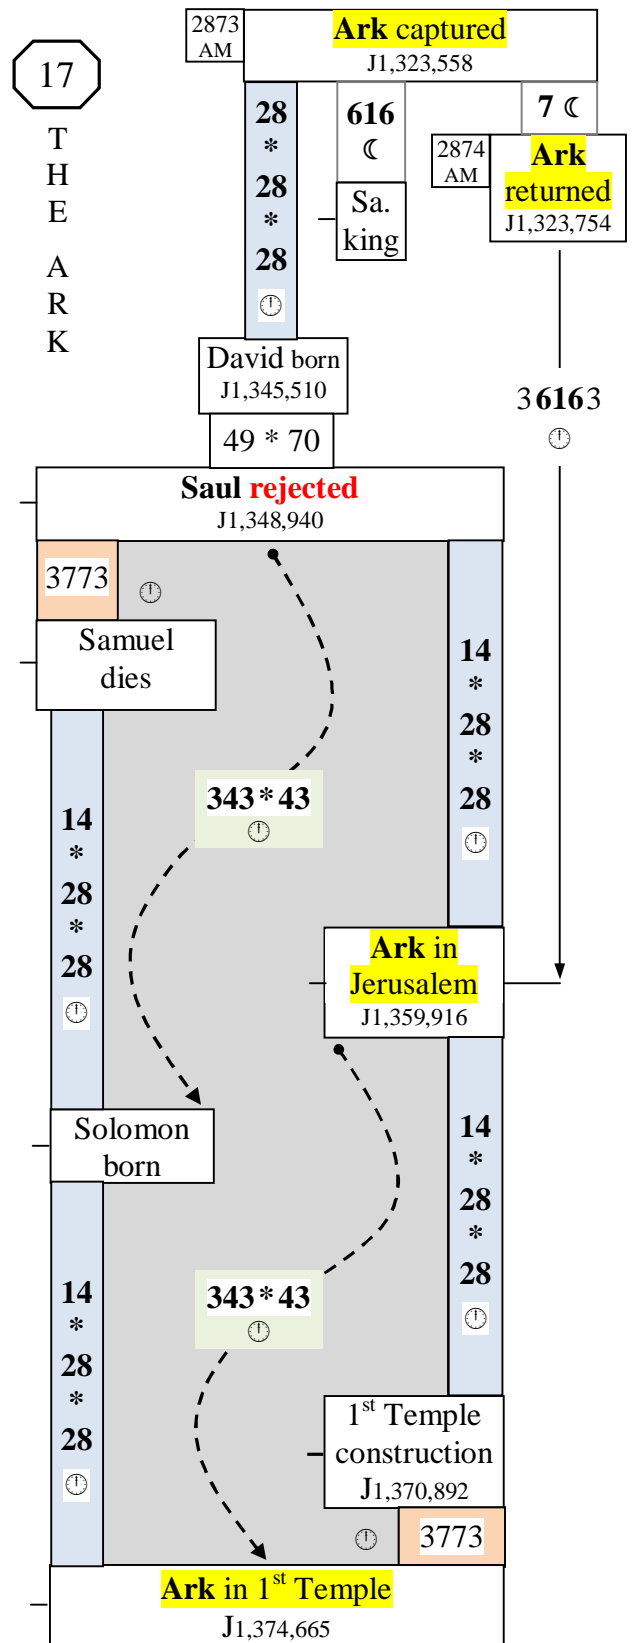 17
THE ARK
2873
AM
Ark captured
J1,323,558
28
*
28
*
28
616
☾
7 ☾
Sa.
king
2874
AM
Ark
returned
J1,323,754
David born
J1,345,510
36163
49 * 70
Saul rejected
J1,348,940
3773
Samuel
dies
14
*
28
*
28
343 * 43
14
*
28
*
28
Ark in
Jerusalem
J1,359,916
Solomon
born
14
*
28
*
28
343 * 43
14
*
28
*
28
1st Temple
construction
J1,370,892
3773
Ark in 1st Temple
J1,374,665